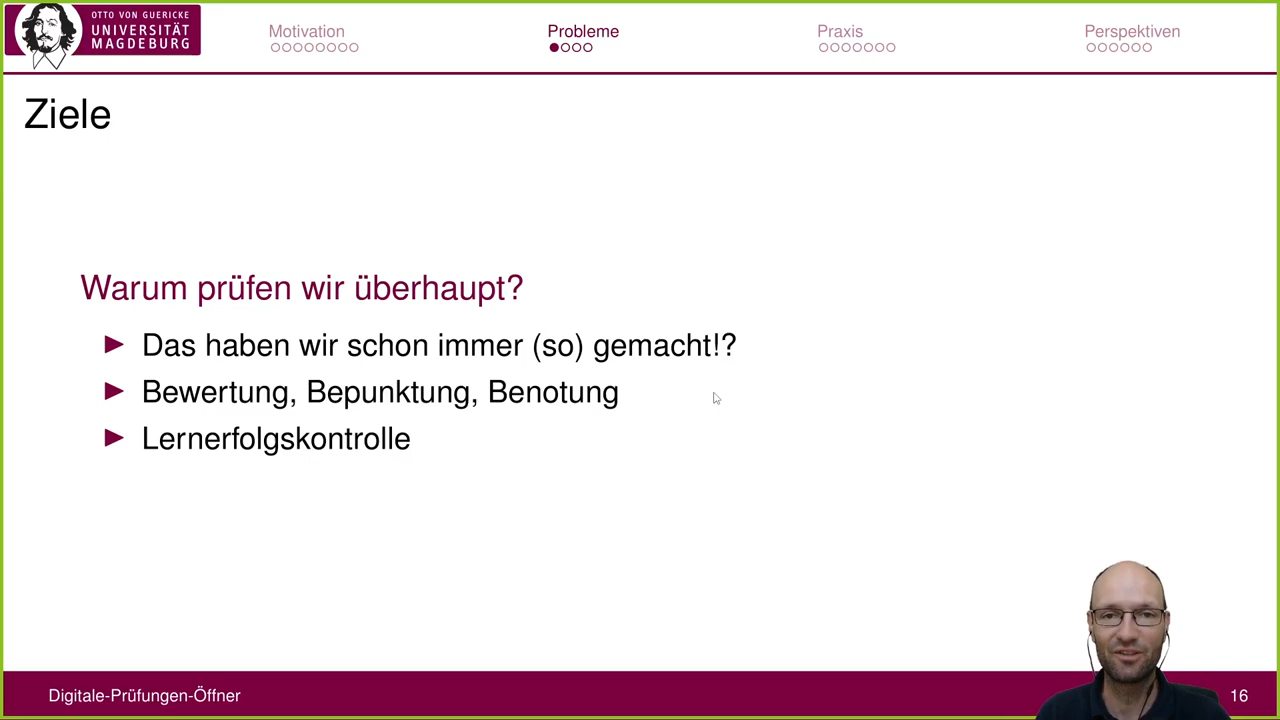 OTTO VON GUERICKE
UNIVERSITÄT
MAGDEBURG
Motivation
Probleme
Praxis
Perspektiven
Ziele
Warum prüfen wir überhaupt?
Das haben wir schon immer (so) gemacht!?
Bewertung, Bepunktung, Benotung
Lernerfolgskontrolle
Digitale-Prüfungen-Öffner
16